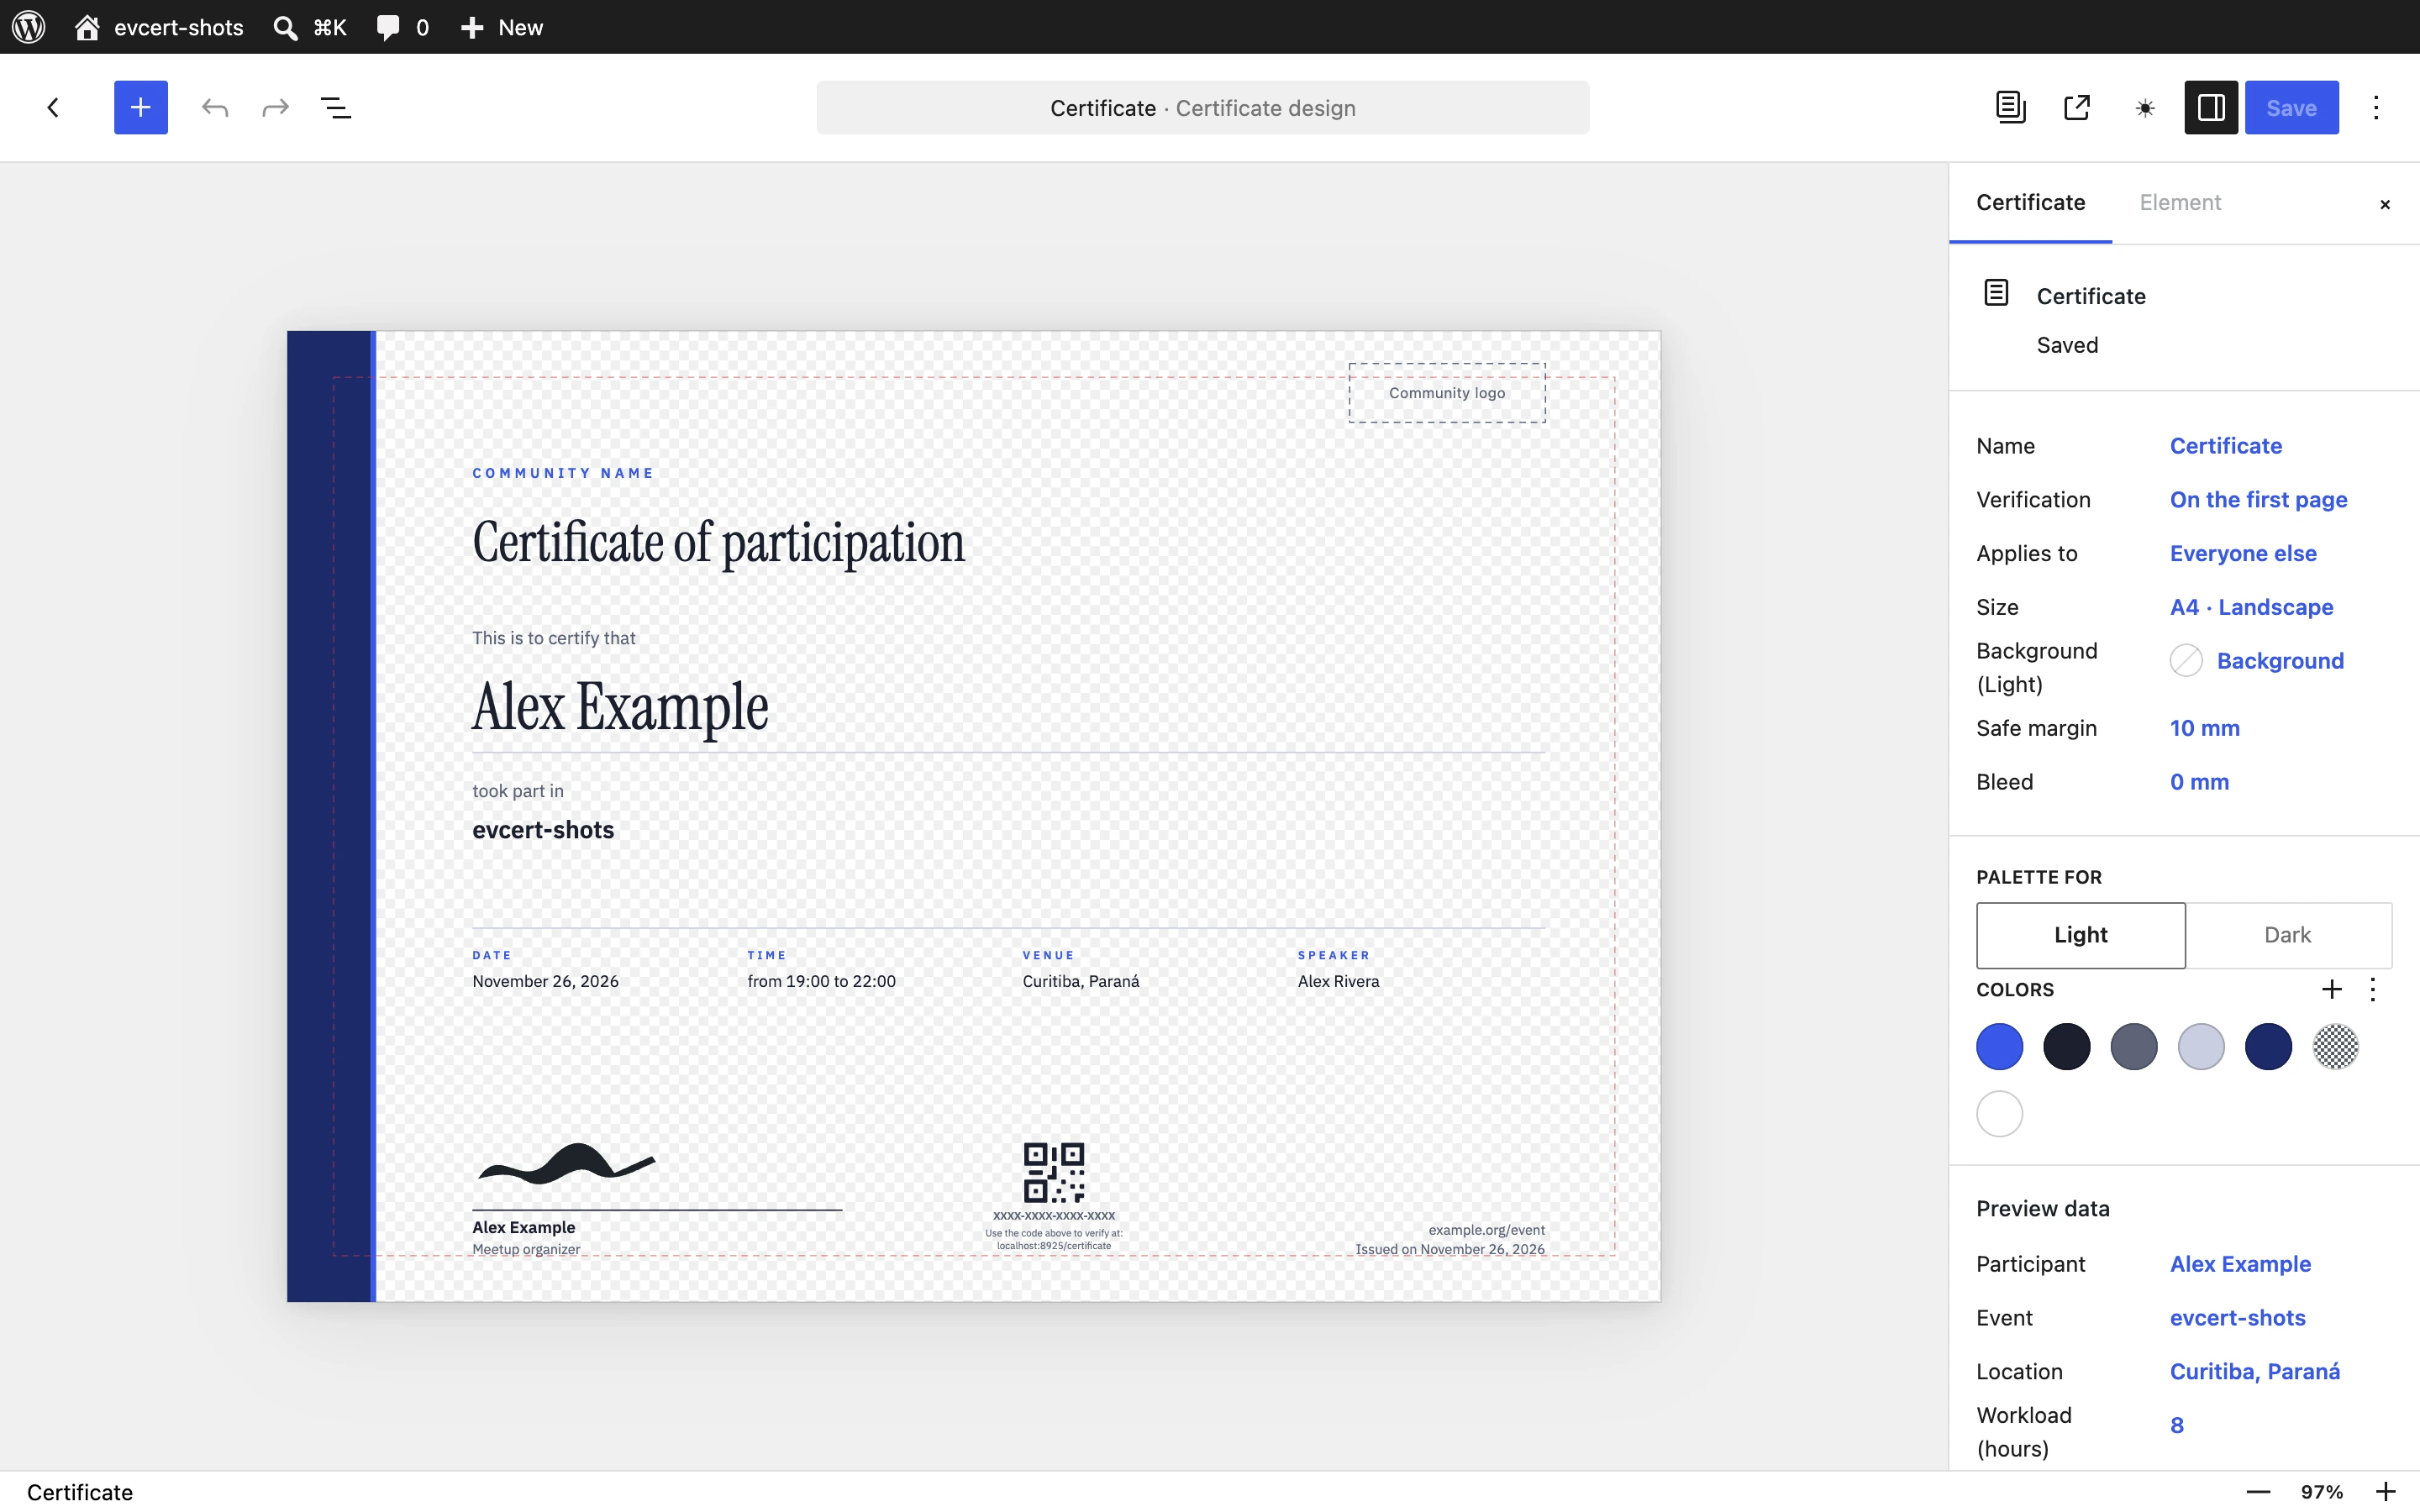 evcert-shots ⌘K 0 New
Certificate · Certificate design
Save
Certificate Element
Certificate
Saved
Name Certificate
Verification On the first page
Applies to Everyone else
Size A4 · Landscape
Background (Light) Background
Safe margin 10 mm
Bleed 0 mm
PALETTE FOR
Light Dark
COLORS
Preview data
Participant Alex Example
Event evcert-shots
Location Curitiba, Paraná
Workload (hours) 8
Community logo
COMMUNITY NAME
Certificate of participation
This is to certify that
Alex Example
took part in
evcert-shots
DATE TIME VENUE SPEAKER
November 26, 2026 from 19:00 to 22:00 Curitiba, Paraná Alex Rivera
Alex Example
Meetup organizer
XXXX-XXXX-XXXX-XXXX
Use the code above to verify at:
localhost:8925/certificate
example.org/event
Issued on November 26, 2026
Certificate 97%